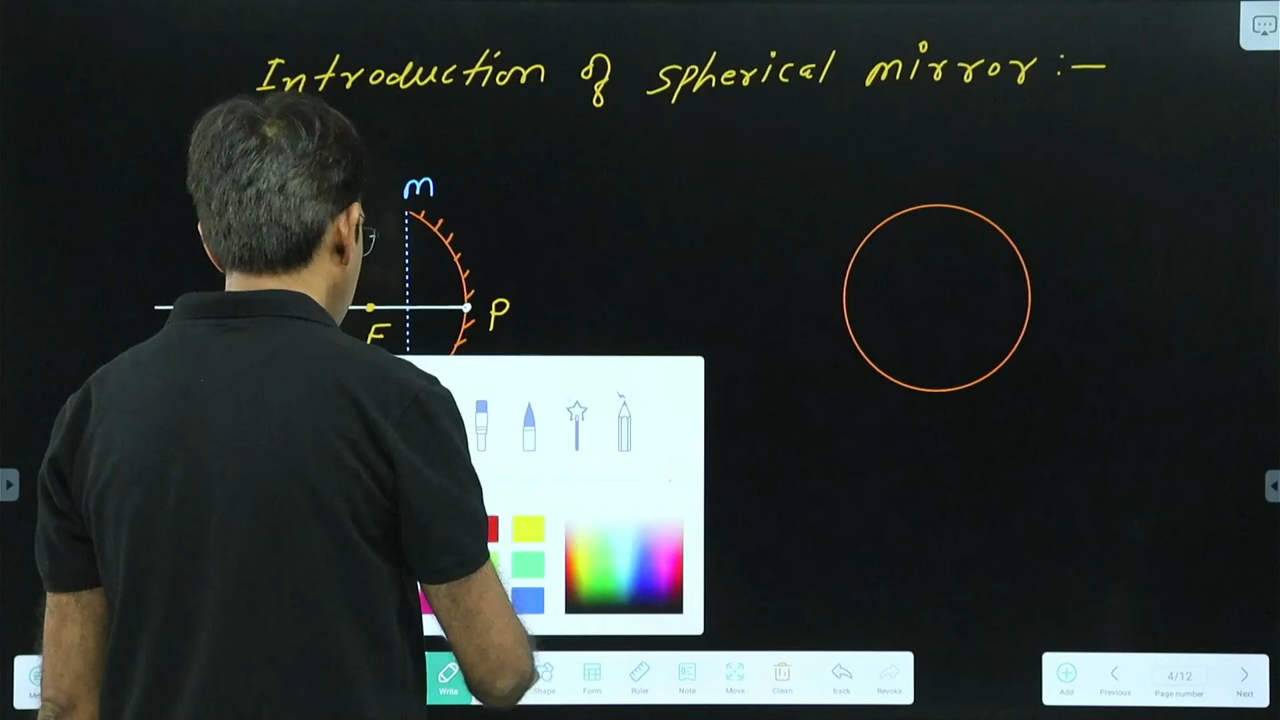 Introduction of spherical mirror :-
m
P
F
Write
Shape
Form
Ruler
Note
Move
Clean
back
Revoke
Add
Previous
4/12
Page number
Next